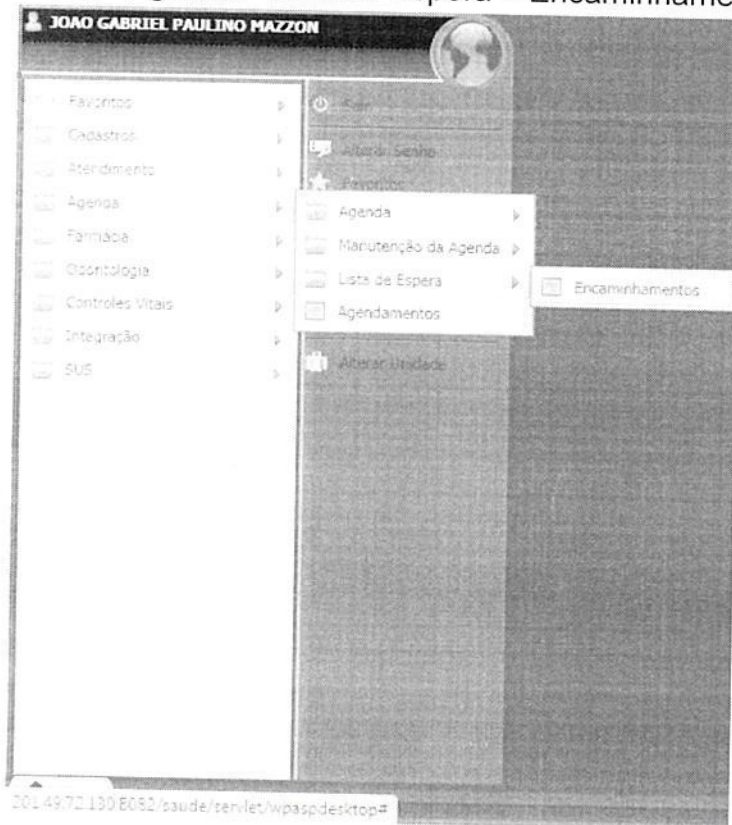 Encaminhame
JOAO GABRIEL PAULINO MAZZON
Favoritos
Cadastros
Atendimento
Agenda
Farmácia
Odontologia
Controles Vitais
Integração
SUS
Sair
Alterar Senha
Favoritos
Agenda
Manutenção da Agenda
Lista de Espera
Agendamentos
Encaminhamentos
Alterar Unidade
201.49.72.130:8082/saude/servlet/wpaspdesktop#